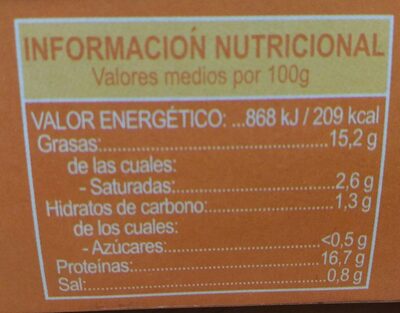 INFORMACIÓN NUTRICIONAL
Valores medios por 100g
VALOR ENERGÉTICO: ...868 kJ / 209 kcal
Grasas:..................................15,2 g
de las cuales:
- Saturadas:..........................2,6 g
Hidratos de carbono:..................1,3 g
de los cuales:
- Azúcares:..........................<0,5 g
Proteínas:...............................16,7 g
Sal:........................................0,8 g